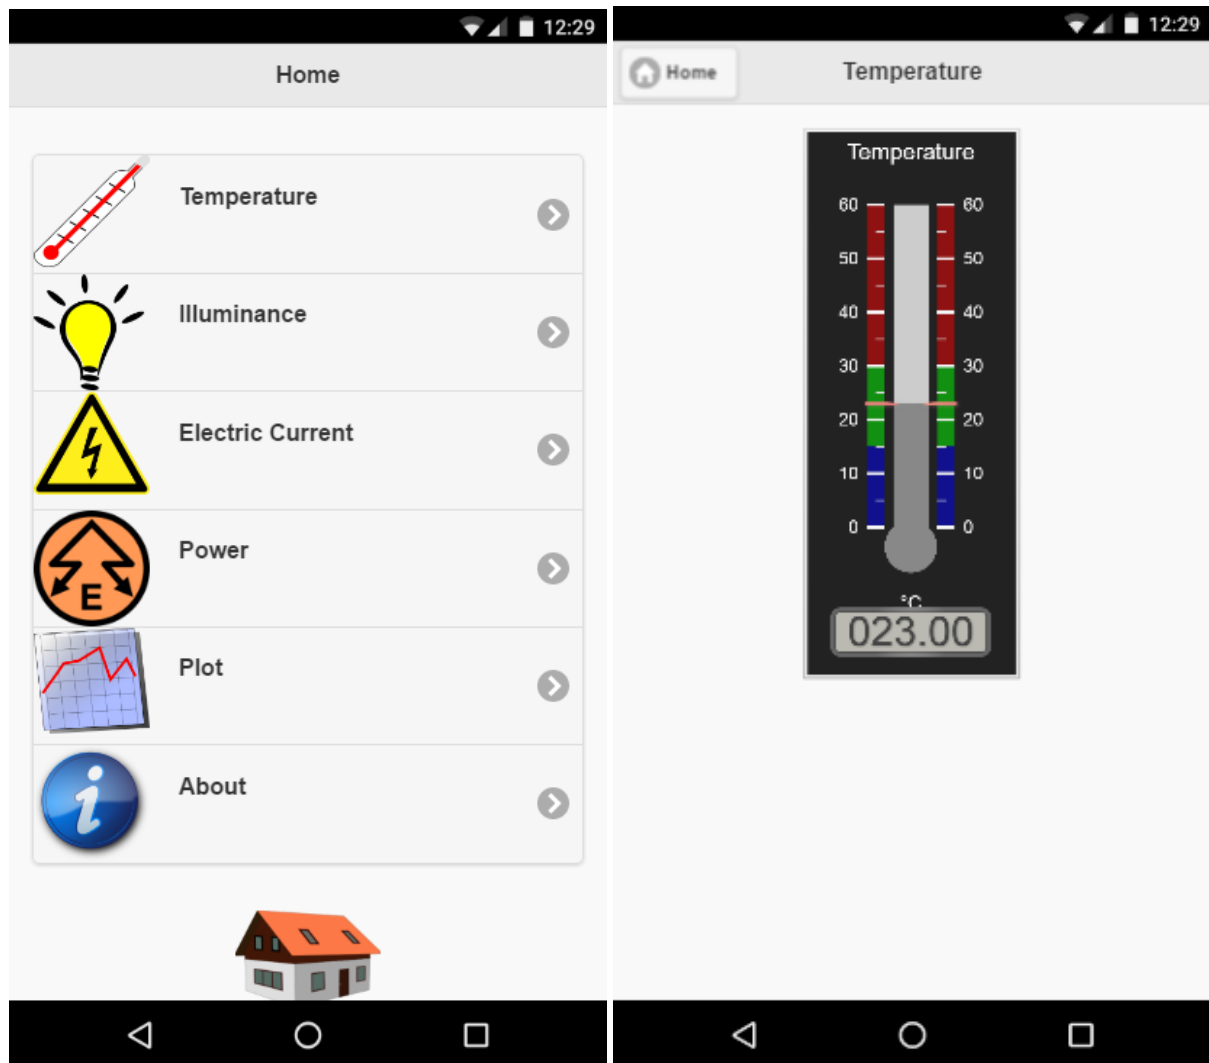 12:29
Home
Temperature
Illuminance
Electric Current
Power
E
Plot
i
About
12:29
Home
Temperature
Temperature
60 60
50 50
40 40
30 30
20 20
10 10
0 0
°C
023.00